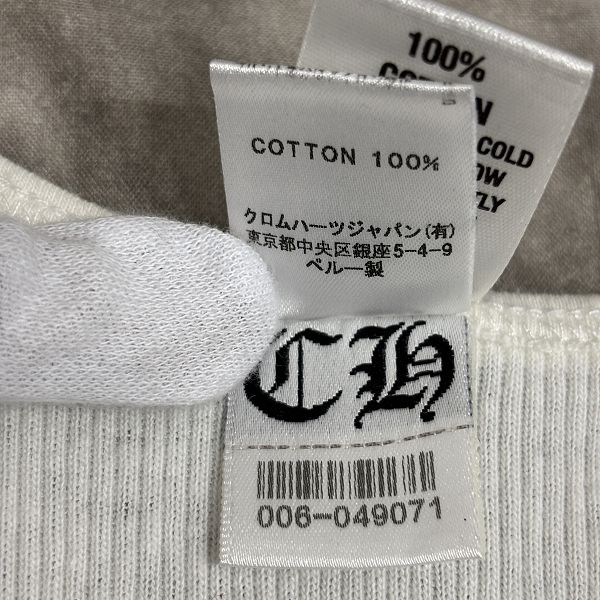 100%
COLD
COTTON 100%
クロムハーツジャパン(有)
東京都中央区銀座5-4-9
ペルー製
CH
006-049071